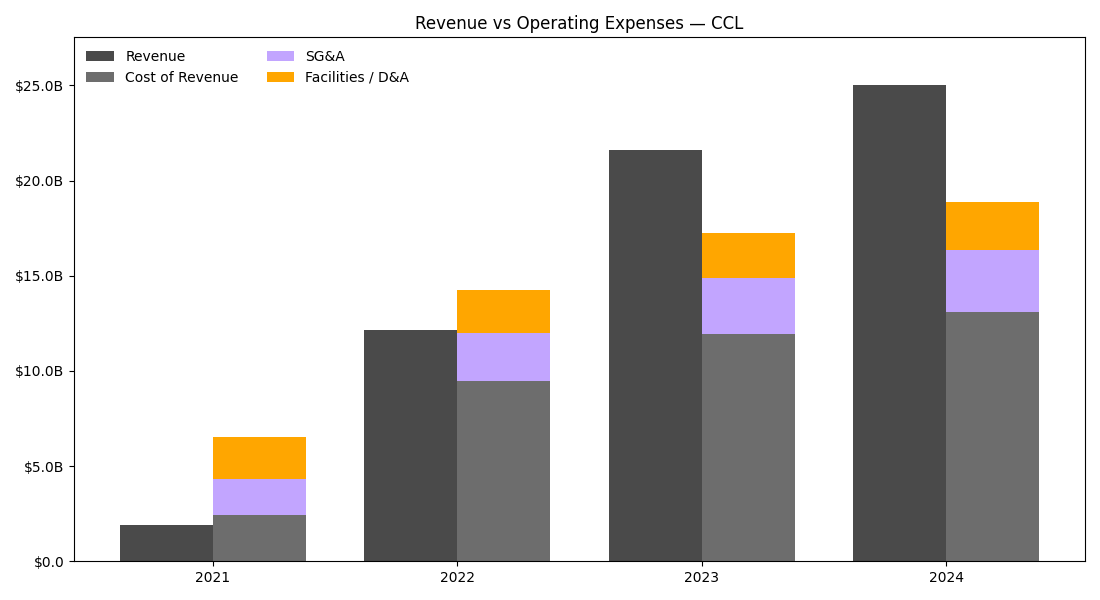 Revenue vs Operating Expenses — CCL
Revenue
Cost of Revenue
SG&A
Facilities / D&A
$25.0B
$20.0B
$15.0B
$10.0B
$5.0B
$0.0
2021 2022 2023 2024